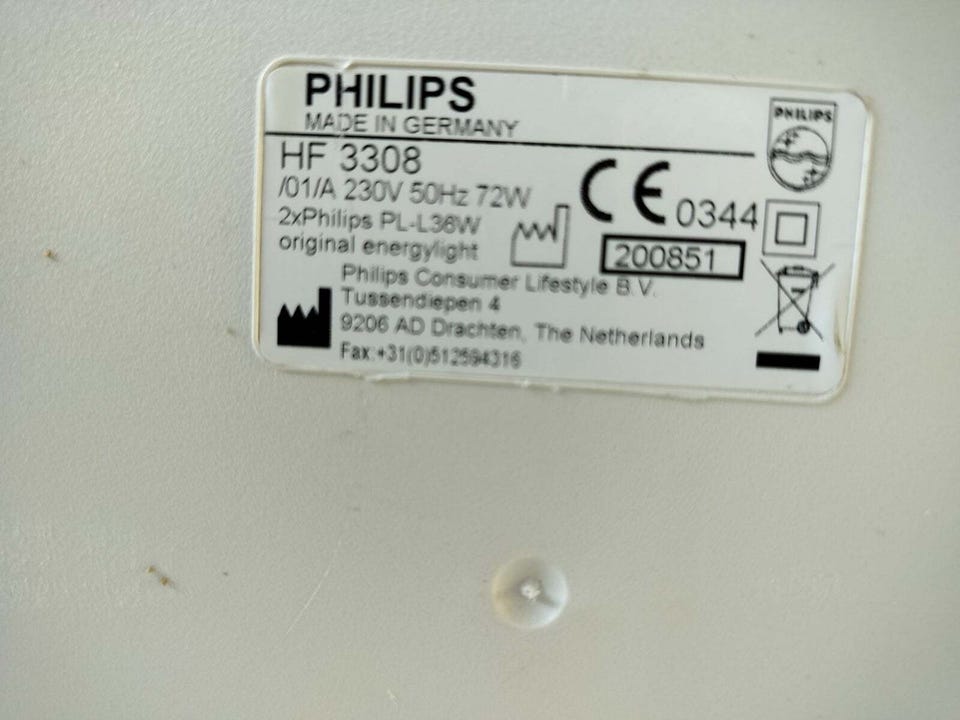 PHILIPS
MADE IN GERMANY
PHILIPS
HF 3308
/01/A 230V 50Hz 72W
2xPhilips PL-L36W
original energylight
0344
200851
Philips Consumer Lifestyle B.V.
Tussendiepen 4
9206 AD Drachten, The Netherlands
Fax:+31(0)512594316